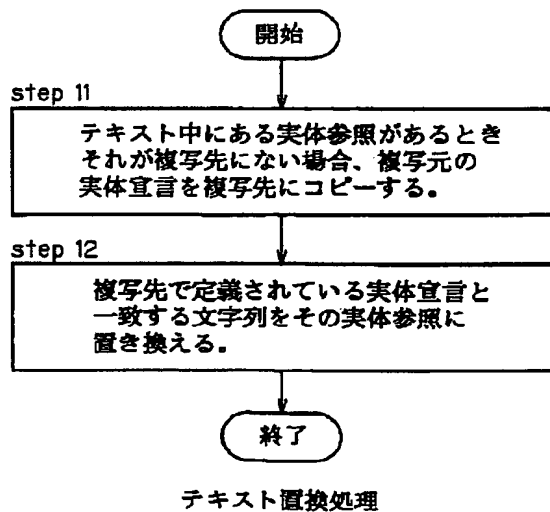 開始
step 11
テキスト中にある実体参照があるとき
それが複写先にない場合、複写元の
実体宣言を複写先にコピーする。
step 12
複写先で定義されている実体宣言と
一致する文字列をその実体参照に
置き換える。
終了
テキスト置換処理